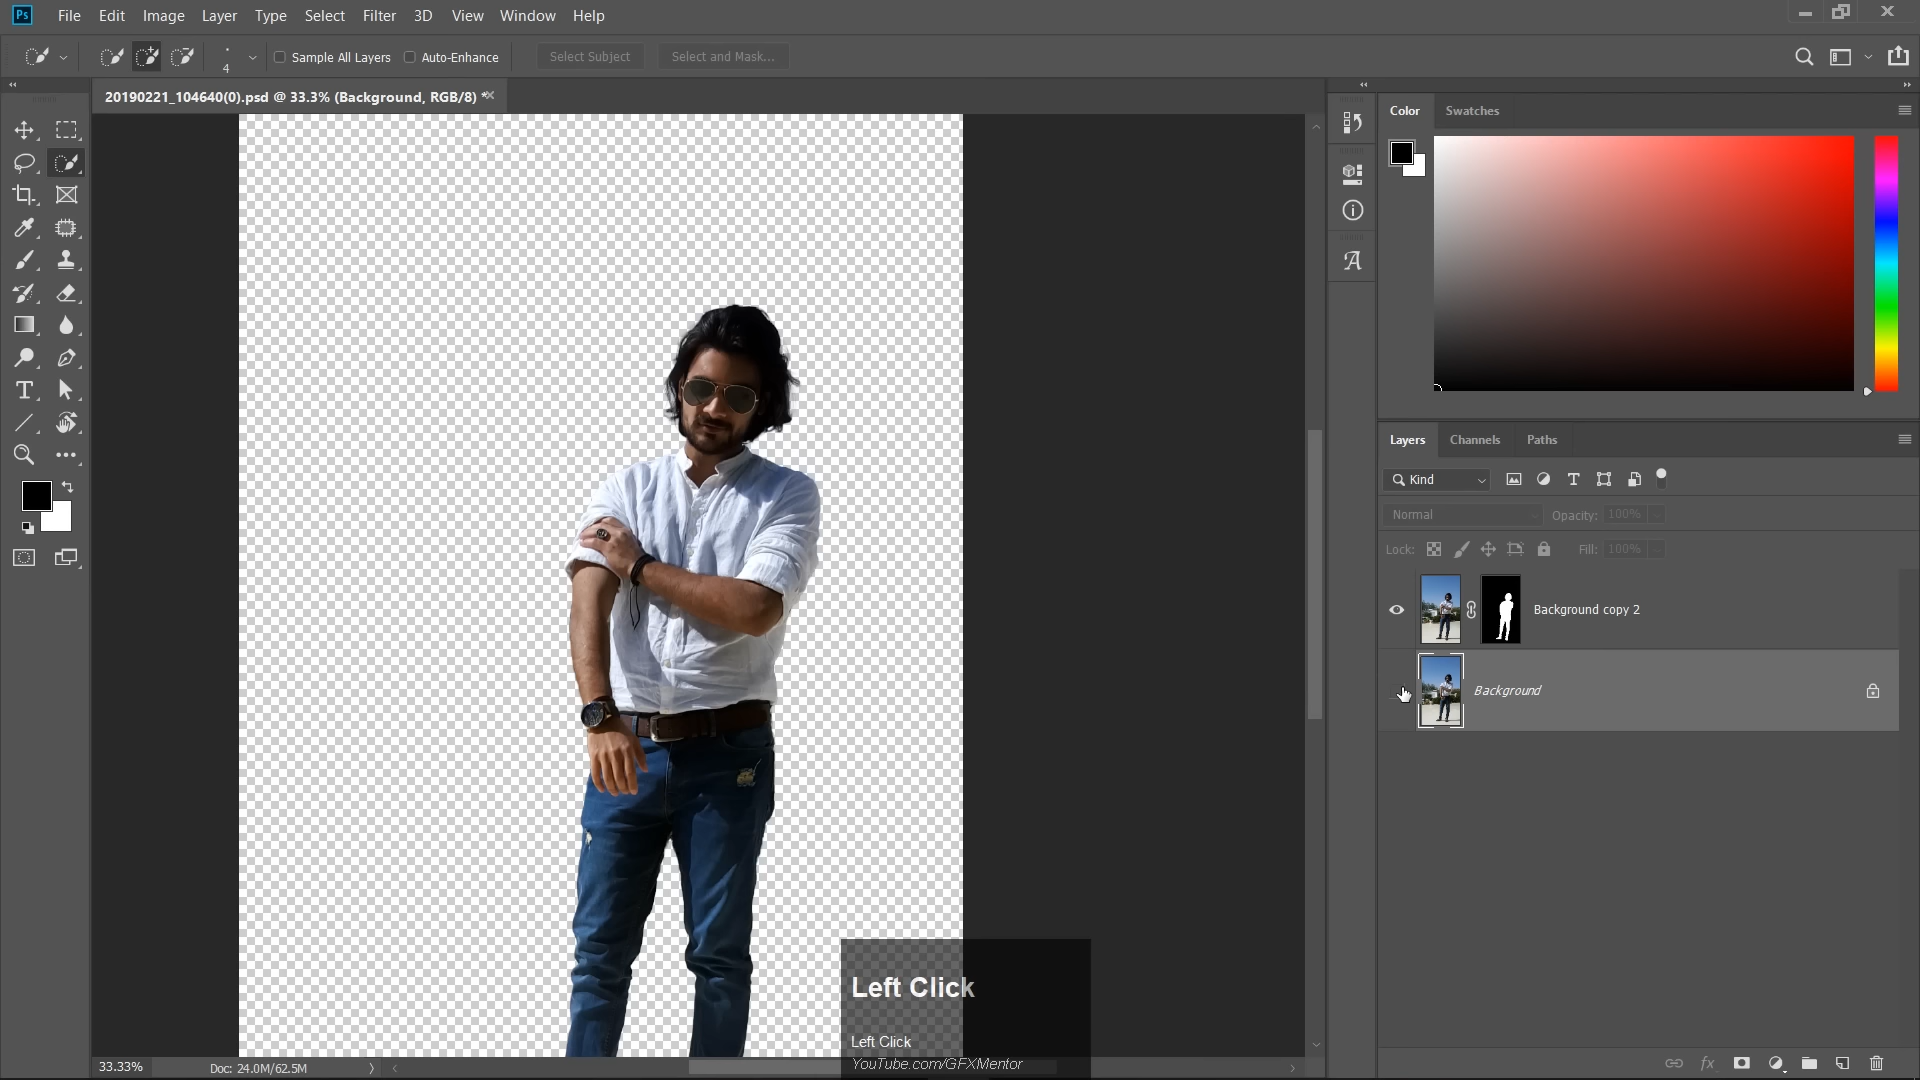 Ps File Edit Image Layer Type Select Filter 3D View Window Help
4 Sample All Layers Auto-Enhance Select Subject Select and Mask...
20190221_104640(0).psd @ 33.3% (Background, RGB/8) *
Color Swatches
Layers Channels Paths
Kind
Normal Opacity: 100%
Lock: Fill: 100%
Background copy 2
Background
Left Click
Left Click
YouTube.com/GFXMentor
33.33% Doc: 24.0M/62.5M